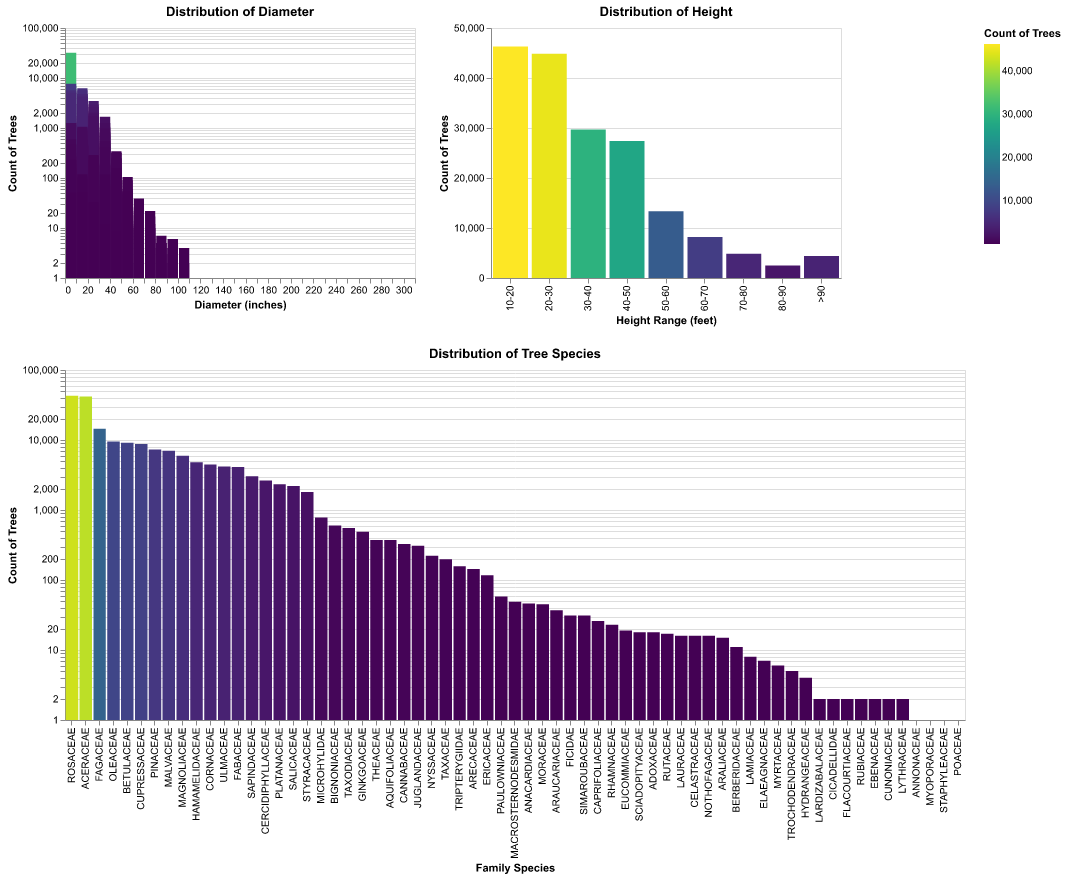 Distribution of Diameter
Count of Trees
100,000
20,000
10,000
2,000
1,000
200
100
20
10
2
1
0 20 40 60 80 100 120 140 160 180 200 220 240 260 280 300
Diameter (inches)
Distribution of Height
Count of Trees
50,000
40,000
30,000
20,000
10,000
0
10-20
20-30
30-40
40-50
50-60
60-70
70-80
80-90
>90
Height Range (feet)
Count of Trees
40,000
30,000
20,000
10,000
Distribution of Tree Species
Count of Trees
100,000
20,000
10,000
2,000
1,000
200
100
20
10
2
1
ROSACEAE
ACERACEAE
FAGACEAE
OLEACEAE
BETULACEAE
CUPRESSACEAE
PINACEAE
MALVACEAE
MAGNOLIACEAE
HAMAMELIDACEAE
CORNACEAE
ULMACEAE
FABACEAE
SAPINDACEAE
CERCIDIPHYLLACEAE
PLATANACEAE
SALICACEAE
STYRACACEAE
MICROHYLIDAE
BIGNONIACEAE
TAXODIACEAE
GINKGOACEAE
THEACEAE
AQUIFOLIACEAE
CANNABACEAE
JUGLANDACEAE
NYSSACEAE
TAXACEAE
TRIPTERYGIIDAE
ARECACEAE
ERICACEAE
PAULOWNIACEAE
MACROSTERNODESMIDAE
ANACARDIACEAE
MORACEAE
ARAUCARIACEAE
FICIDAE
SIMAROUBACEAE
CAPRIFOLIACEAE
RHAMNACEAE
EUCOMMIACEAE
SCIADOPITYACEAE
ADOXACEAE
RUTACEAE
LAURACEAE
CELASTRACEAE
NOTHOFAGACEAE
ARALIACEAE
BERBERIDACEAE
LAMIACEAE
ELAEAGNACEAE
MYRTACEAE
TROCHODENDRACEAE
HYDRANGEACEAE
LARDIZABALACEAE
CICADELLIDAE
FLACOURTIACEAE
RUBIACEAE
EBENACEAE
CUNONIACEAE
LYTHRACEAE
ANNONACEAE
MYOPORACEAE
STAPHYLEACEAE
POACEAE
Family Species